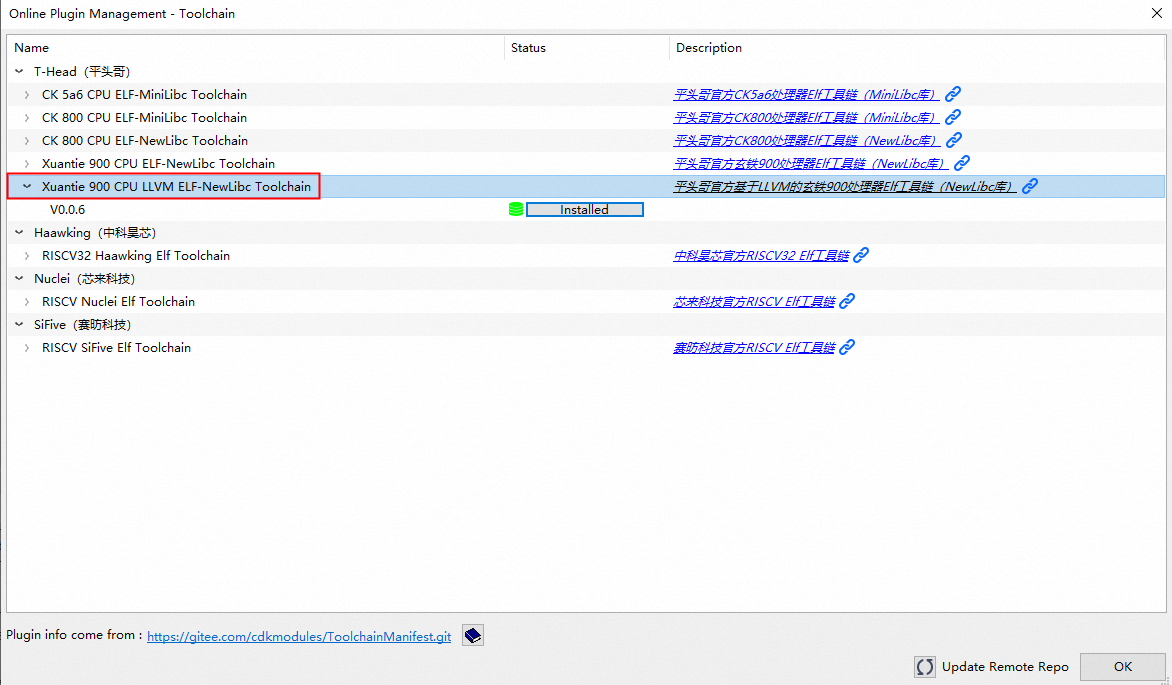 Online Plugin Management - Toolchain
Name Status Description
T-Head（平头哥）
CK 5a6 CPU ELF-MiniLibc Toolchain 平头哥官方CK5a6处理器Elf工具链（MiniLibc库）
CK 800 CPU ELF-MiniLibc Toolchain 平头哥官方CK800处理器Elf工具链（MiniLibc库）
CK 800 CPU ELF-NewLibc Toolchain 平头哥官方CK800处理器Elf工具链（NewLibc库）
Xuantie 900 CPU ELF-NewLibc Toolchain 平头哥官方玄铁900处理器Elf工具链（NewLibc库）
Xuantie 900 CPU LLVM ELF-NewLibc Toolchain 平头哥官方基于LLVM的玄铁900处理器Elf工具链（NewLibc库）
V0.0.6 Installed
Haawking（中科昊芯）
RISCV32 Haawking Elf Toolchain 中科昊芯官方RISCV32 Elf工具链
Nuclei（芯来科技）
RISCV Nuclei Elf Toolchain 芯来科技官方RISCV Elf工具链
SiFive（赛昉科技）
RISCV SiFive Elf Toolchain 赛昉科技官方RISCV Elf工具链
Plugin info come from : https://gitee.com/cdkmodules/ToolchainManifest.git
Update Remote Repo OK